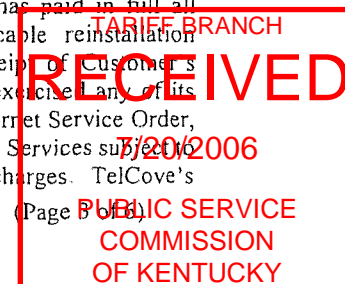 has paid in full all
TARIFF BRANCH
cable reinstallation
eipt of Customer's
RECEIVED
exercised any of its
rnet Service Order,
Services subject to
7/20/2006
harges. TelCove's
(Page 3 of 6)
PUBLIC SERVICE
COMMISSION
OF KENTUCKY